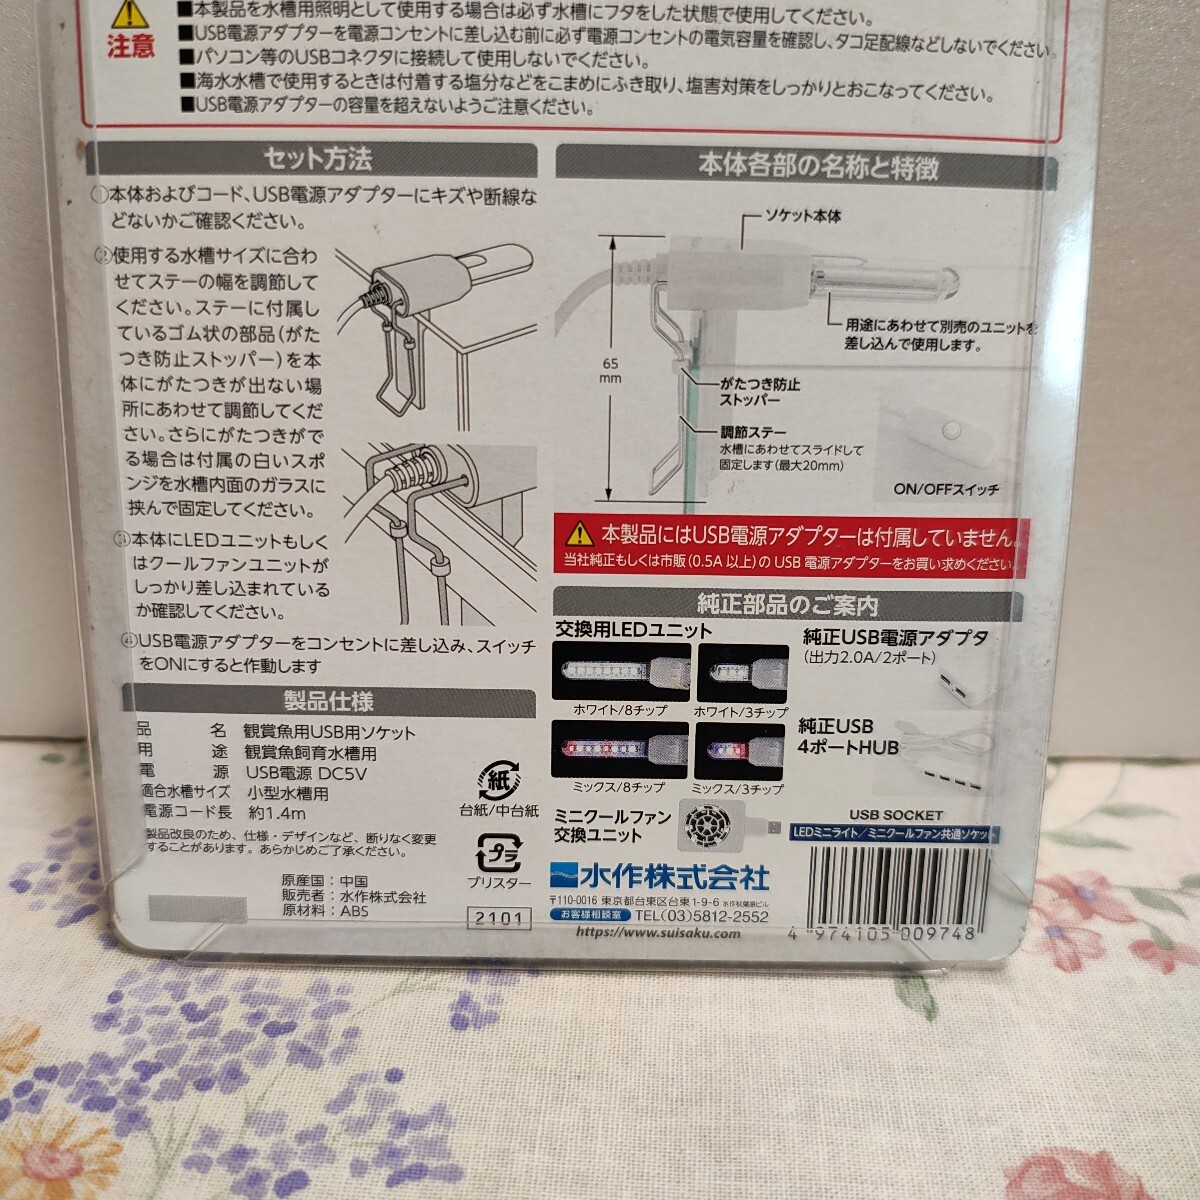 ■本製品を水槽用照明として使用する場合は必ず水槽にフタをした状態で使用してください。
注意
■USB電源アダプターを電源コンセントに差し込む前に必ず電源コンセントの電気容量を確認し、タコ足配線などしないでください。
■パソコン等のUSBコネクタに接続して使用しないでください。
■海水水槽で使用するときは付着する塩分などをこまめにふき取り、塩害対策をしっかりとおこなってください。
■USB電源アダプターの容量を超えないようご注意ください。
セット方法
①本体およびコード、USB電源アダプターにキズや断線な
どないかご確認ください。
②使用する水槽サイズに合わ
せてステーの幅を調節して
ください。ステーに付属し
ているゴム状の部品(がた
つき防止ストッパー)を本
体にがたつきが出ない場
所にあわせて調節してくだ
さい。さらにがたつきがで
る場合は付属の白いスポ
ンジを水槽内面のガラスに
挟んで固定してください。
③本体にLEDユニットもしく
はクールファンユニットが
しっかり差し込まれている
か確認してください。
④USB電源アダプターをコンセントに差し込み、スイッチ
をONにすると作動します
製品仕様
品名 観賞魚用USB用ソケット
用途 観賞魚飼育水槽用
電源 USB電源 DC5V
適合水槽サイズ 小型水槽用
電源コード長 約1.4m
製品改良のため、仕様・デザインなど、断りなく変更
することがあります。あらかじめご了承ください。
原産国：中国
販売者：水作株式会社
原材料：ABS
紙
台紙/中台紙
プラ
ブリスター
2101
本体各部の名称と特徴
ソケット本体
用途にあわせて別売のユニットを
差し込んで使用します。
65
mm
がたつき防止
ストッパー
調節ステー
水槽にあわせてスライドして
固定します(最大20mm)
ON/OFFスイッチ
本製品にはUSB電源アダプターは付属していません。
当社純正もしくは市販(0.5A以上)のUSB電源アダプターをお買い求めください。
純正部品のご案内
交換用LEDユニット
ホワイト/8チップ
ホワイト/3チップ
ミックス/8チップ
ミックス/3チップ
ミニクールファン
交換ユニット
純正USB電源アダプタ
(出力2.0A/2ポート)
純正USB
4ポートHUB
水作株式会社
〒110-0016 東京都台東区台東1-9-6 水作秋葉原ビル
お客様相談室 TEL(03)5812-2552
https://www.suisaku.com
USB SOCKET
LEDミニライト／ミニクールファン共通ソケット
4 974105 009748